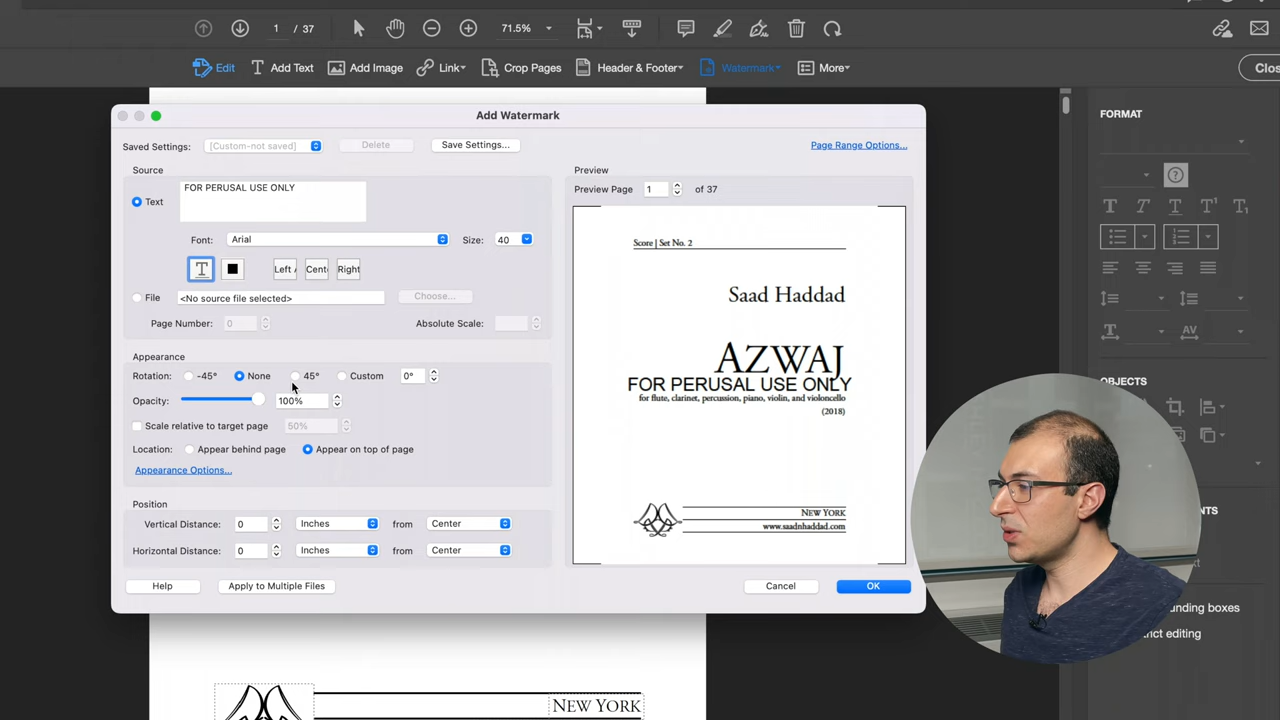 1 / 37
71.5%
Edit
Add Text
Add Image
Link
Crop Pages
Header & Footer
Watermark
More
Clos
Add Watermark
Saved Settings: [Custom-not saved]
Delete
Save Settings...
Page Range Options...
Source
Text
FOR PERUSAL USE ONLY
Font: Arial
Size: 40
Left
Cent
Right
File
<No source file selected>
Choose...
Page Number: 0
Absolute Scale:
Appearance
Rotation: -45° None 45° Custom 0°
Opacity: 100%
Scale relative to target page 50%
Location: Appear behind page Appear on top of page
Appearance Options...
Position
Vertical Distance: 0 Inches from Center
Horizontal Distance: 0 Inches from Center
Help
Apply to Multiple Files
Cancel
OK
Preview
Preview Page 1 of 37
Score | Set No. 2
Saad Haddad
AZWAJ
FOR PERUSAL USE ONLY
for flute, clarinet, percussion, piano, violin, and violoncello
(2018)
NEW YORK
www.saadnhaddad.com
FORMAT
OBJECTS
NTS
nding boxes
ict editing
NEW YORK